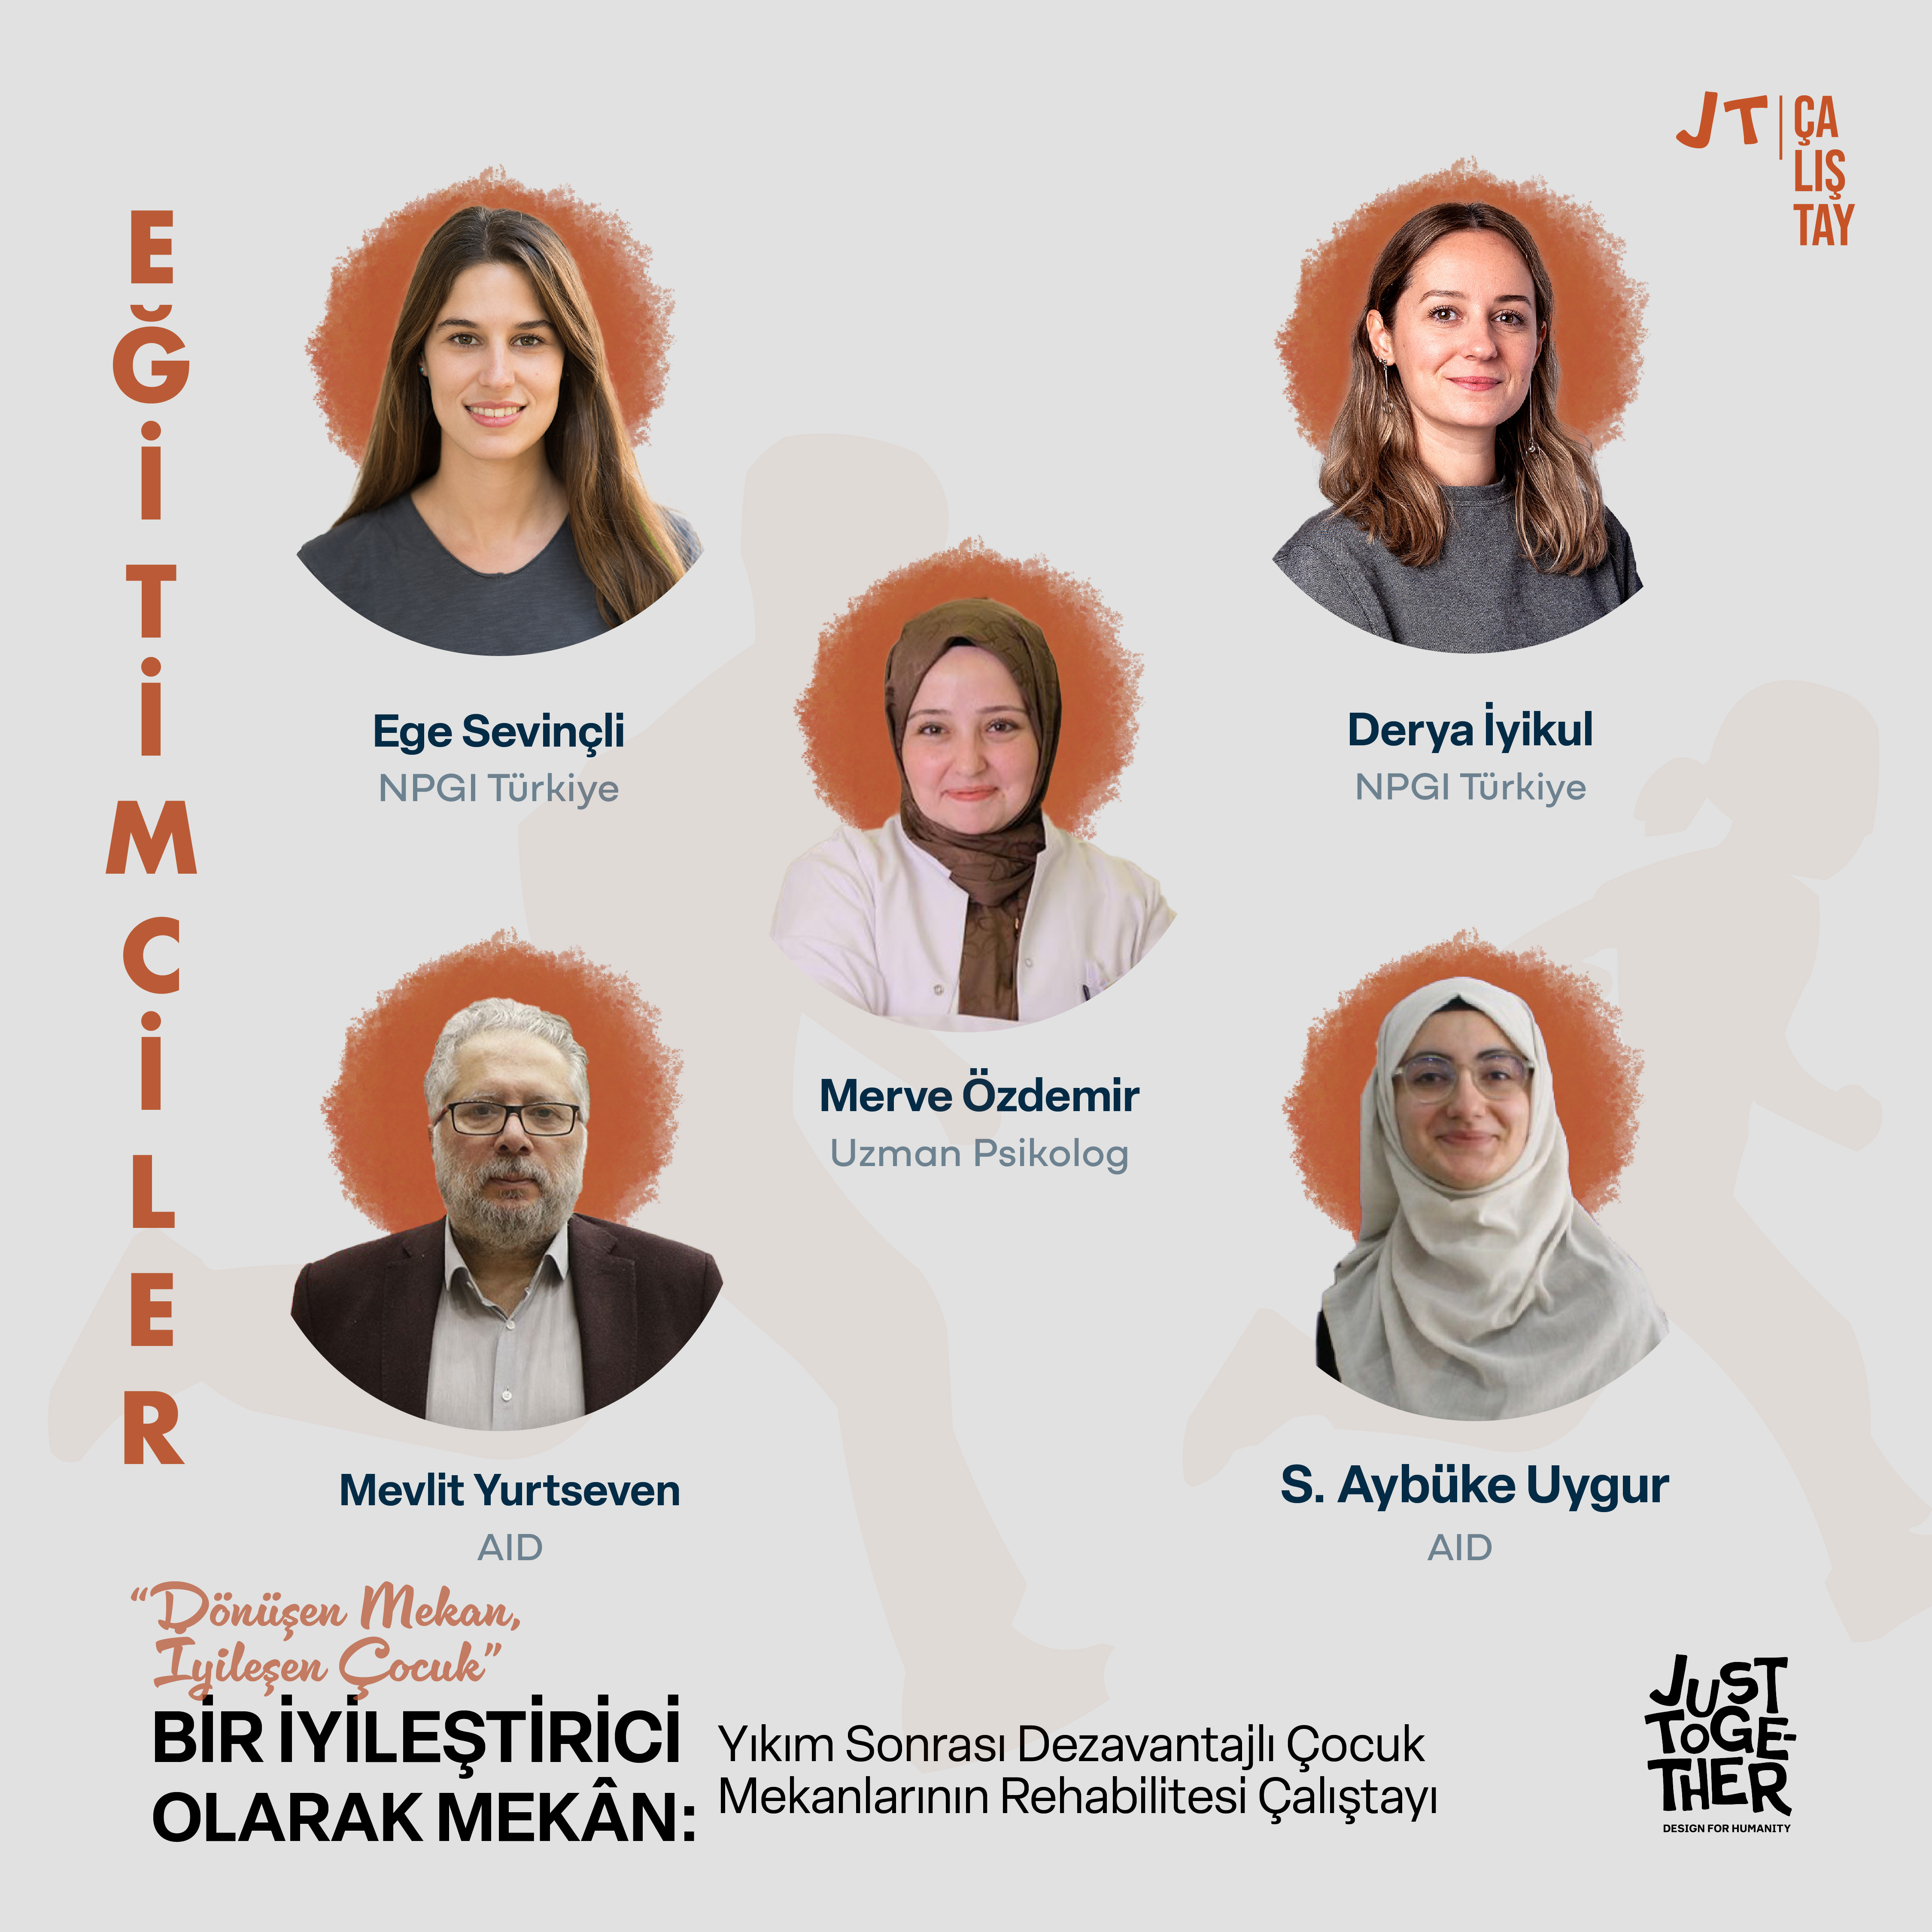 JT
ÇA
LIŞ
TAY
EĞİTİMCİLER
Ege Sevinçli
NPGI Türkiye
Derya İyikul
NPGI Türkiye
Merve Özdemir
Uzman Psikolog
Mevlit Yurtseven
AID
S. Aybüke Uygur
AID
“Dönüşen Mekan,
İyileşen Çocuk”
BİR İYİLEŞTİRİCİ
OLARAK MEKÂN:
Yıkım Sonrası Dezavantajlı Çocuk
Mekanlarının Rehabilitesi Çalıştayı
JUST
TOGE-
THER
DESIGN FOR HUMANITY